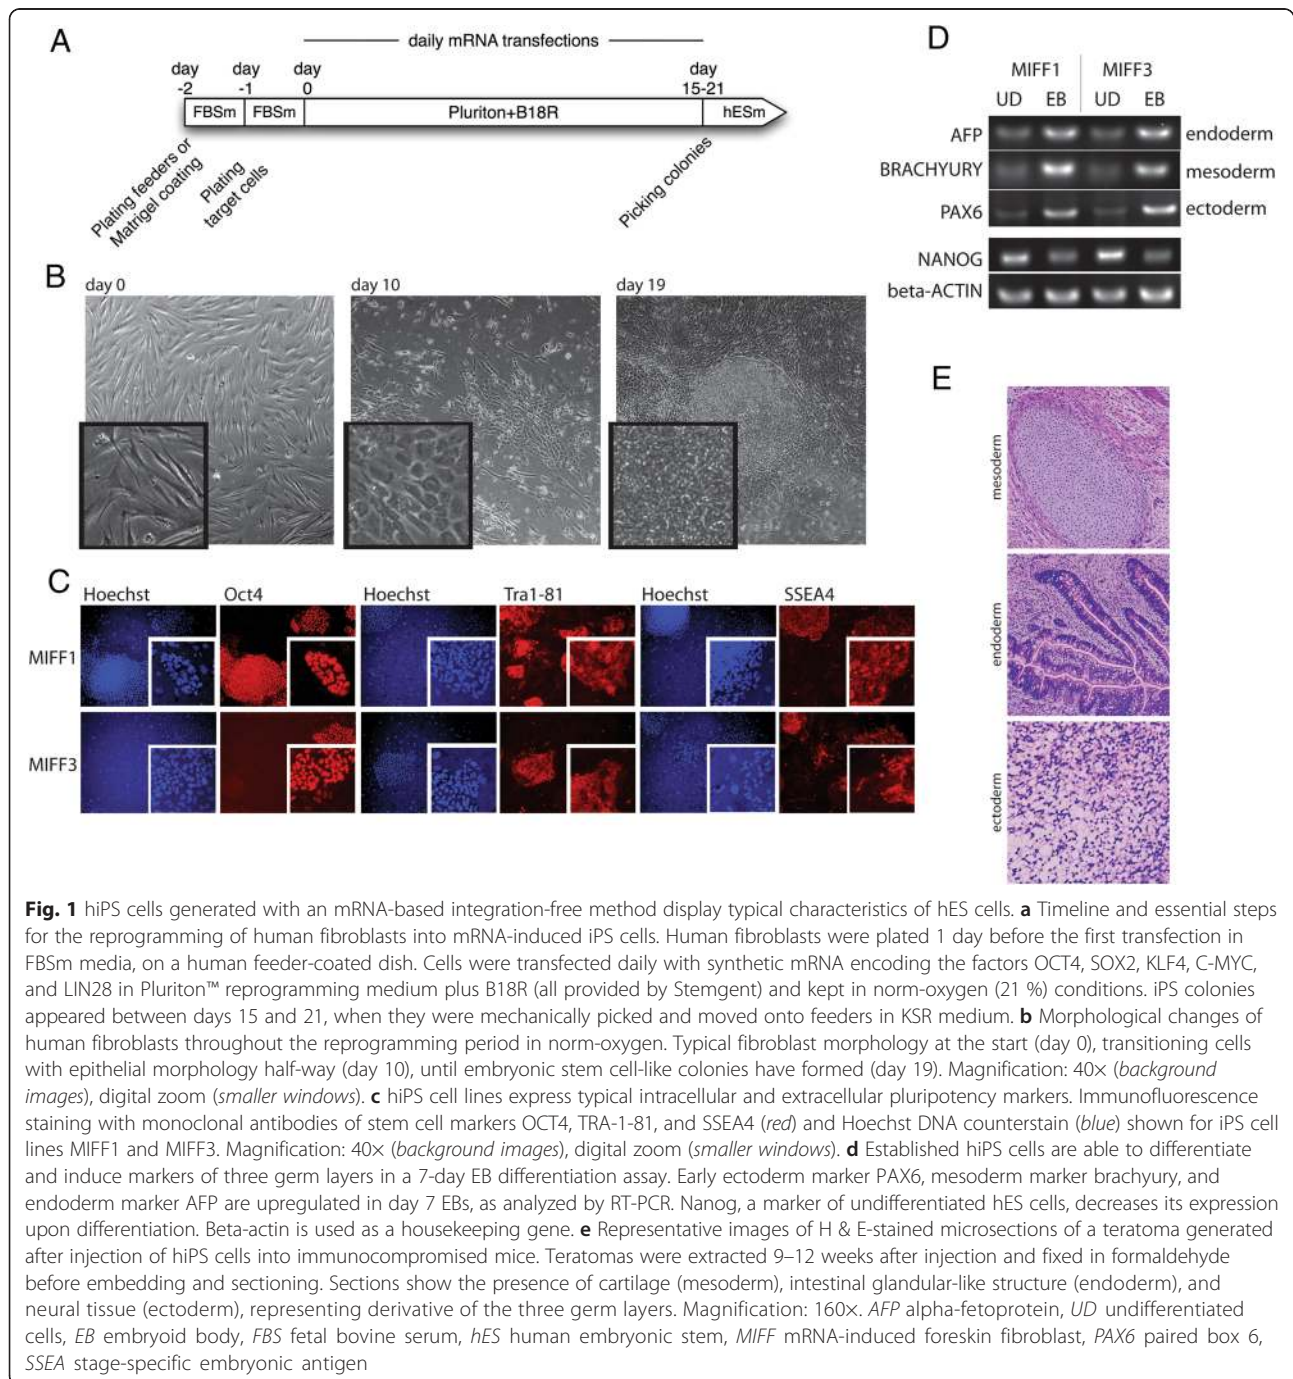 A
daily mRNA transfections
day day day day
-2 -1 0 15-21
FBSm FBSm Pluriton+B18R hESm
Plating feeders or
Matrigel coating
Plating
target cells
Picking colonies
B
day 0 day 10 day 19
C
Hoechst Oct4 Hoechst Tra1-81 Hoechst SSEA4
MIFF1
MIFF3
D
MIFF1 MIFF3
UD EB UD EB
AFP endoderm
BRACHYURY mesoderm
PAX6 ectoderm
NANOG
beta-ACTIN
E
mesoderm
endoderm
ectoderm
Fig. 1 hiPS cells generated with an mRNA-based integration-free method display typical characteristics of hES cells. a Timeline and essential steps
for the reprogramming of human fibroblasts into mRNA-induced iPS cells. Human fibroblasts were plated 1 day before the first transfection in
FBSm media, on a human feeder-coated dish. Cells were transfected daily with synthetic mRNA encoding the factors OCT4, SOX2, KLF4, C-MYC,
and LIN28 in Pluriton™ reprogramming medium plus B18R (all provided by Stemgent) and kept in norm-oxygen (21 %) conditions. iPS colonies
appeared between days 15 and 21, when they were mechanically picked and moved onto feeders in KSR medium. b Morphological changes of
human fibroblasts throughout the reprogramming period in norm-oxygen. Typical fibroblast morphology at the start (day 0), transitioning cells
with epithelial morphology half-way (day 10), until embryonic stem cell-like colonies have formed (day 19). Magnification: 40× (background
images), digital zoom (smaller windows). c hiPS cell lines express typical intracellular and extracellular pluripotency markers. Immunofluorescence
staining with monoclonal antibodies of stem cell markers OCT4, TRA-1-81, and SSEA4 (red) and Hoechst DNA counterstain (blue) shown for iPS cell
lines MIFF1 and MIFF3. Magnification: 40× (background images), digital zoom (smaller windows). d Established hiPS cells are able to differentiate
and induce markers of three germ layers in a 7-day EB differentiation assay. Early ectoderm marker PAX6, mesoderm marker brachyury, and
endoderm marker AFP are upregulated in day 7 EBs, as analyzed by RT-PCR. Nanog, a marker of undifferentiated hES cells, decreases its expression
upon differentiation. Beta-actin is used as a housekeeping gene. e Representative images of H & E-stained microsections of a teratoma generated
after injection of hiPS cells into immunocompromised mice. Teratomas were extracted 9–12 weeks after injection and fixed in formaldehyde
before embedding and sectioning. Sections show the presence of cartilage (mesoderm), intestinal glandular-like structure (endoderm), and
neural tissue (ectoderm), representing derivative of the three germ layers. Magnification: 160×. AFP alpha-fetoprotein, UD undifferentiated
cells, EB embryoid body, FBS fetal bovine serum, hES human embryonic stem, MIFF mRNA-induced foreskin fibroblast, PAX6 paired box 6,
SSEA stage-specific embryonic antigen